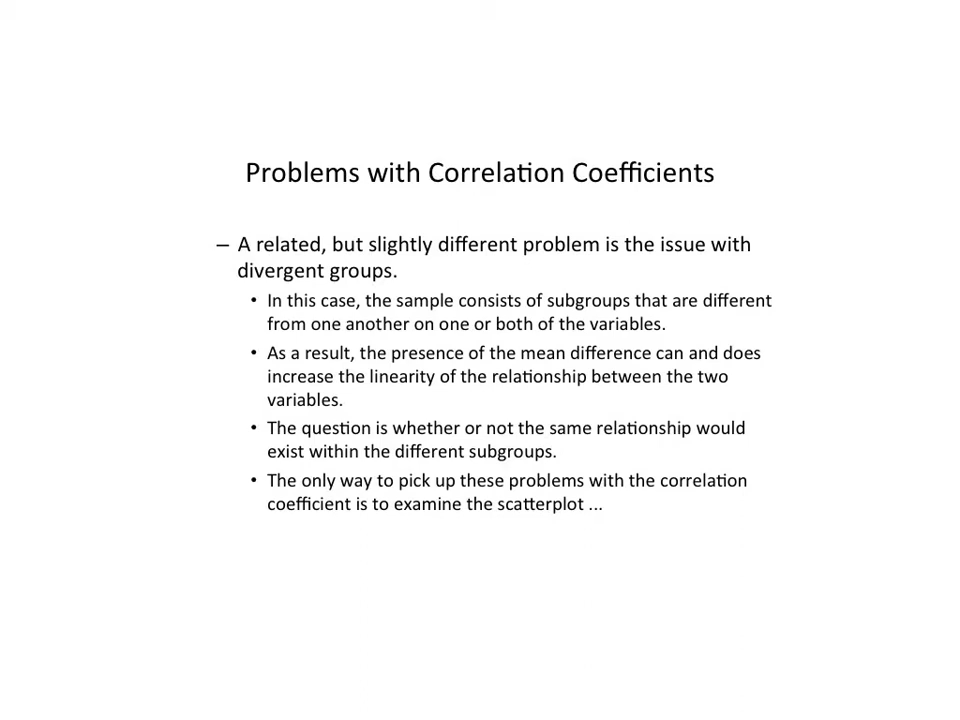 Problems with Correlation Coefficients
– A related, but slightly different problem is the issue with
divergent groups.
• In this case, the sample consists of subgroups that are different
from one another on one or both of the variables.
• As a result, the presence of the mean difference can and does
increase the linearity of the relationship between the two
variables.
• The question is whether or not the same relationship would
exist within the different subgroups.
• The only way to pick up these problems with the correlation
coefficient is to examine the scatterplot ...